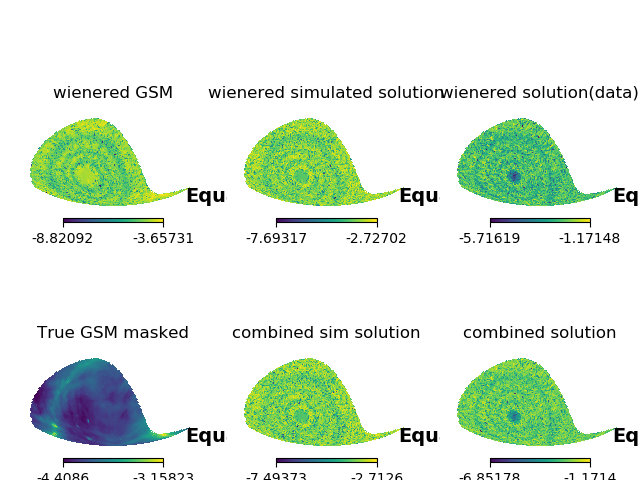 wienered GSM
wienered simulated solution
wienered solution(data)
Equ
Equ
Eq
-8.82092
-3.65731
-7.69317
-2.72702
-5.71619
-1.17148
True GSM masked
combined sim solution
combined solution
Equ
Equ
Eq
-4.4086
-3.15823
-7.49373
-2.7126
-6.85178
-1.1714